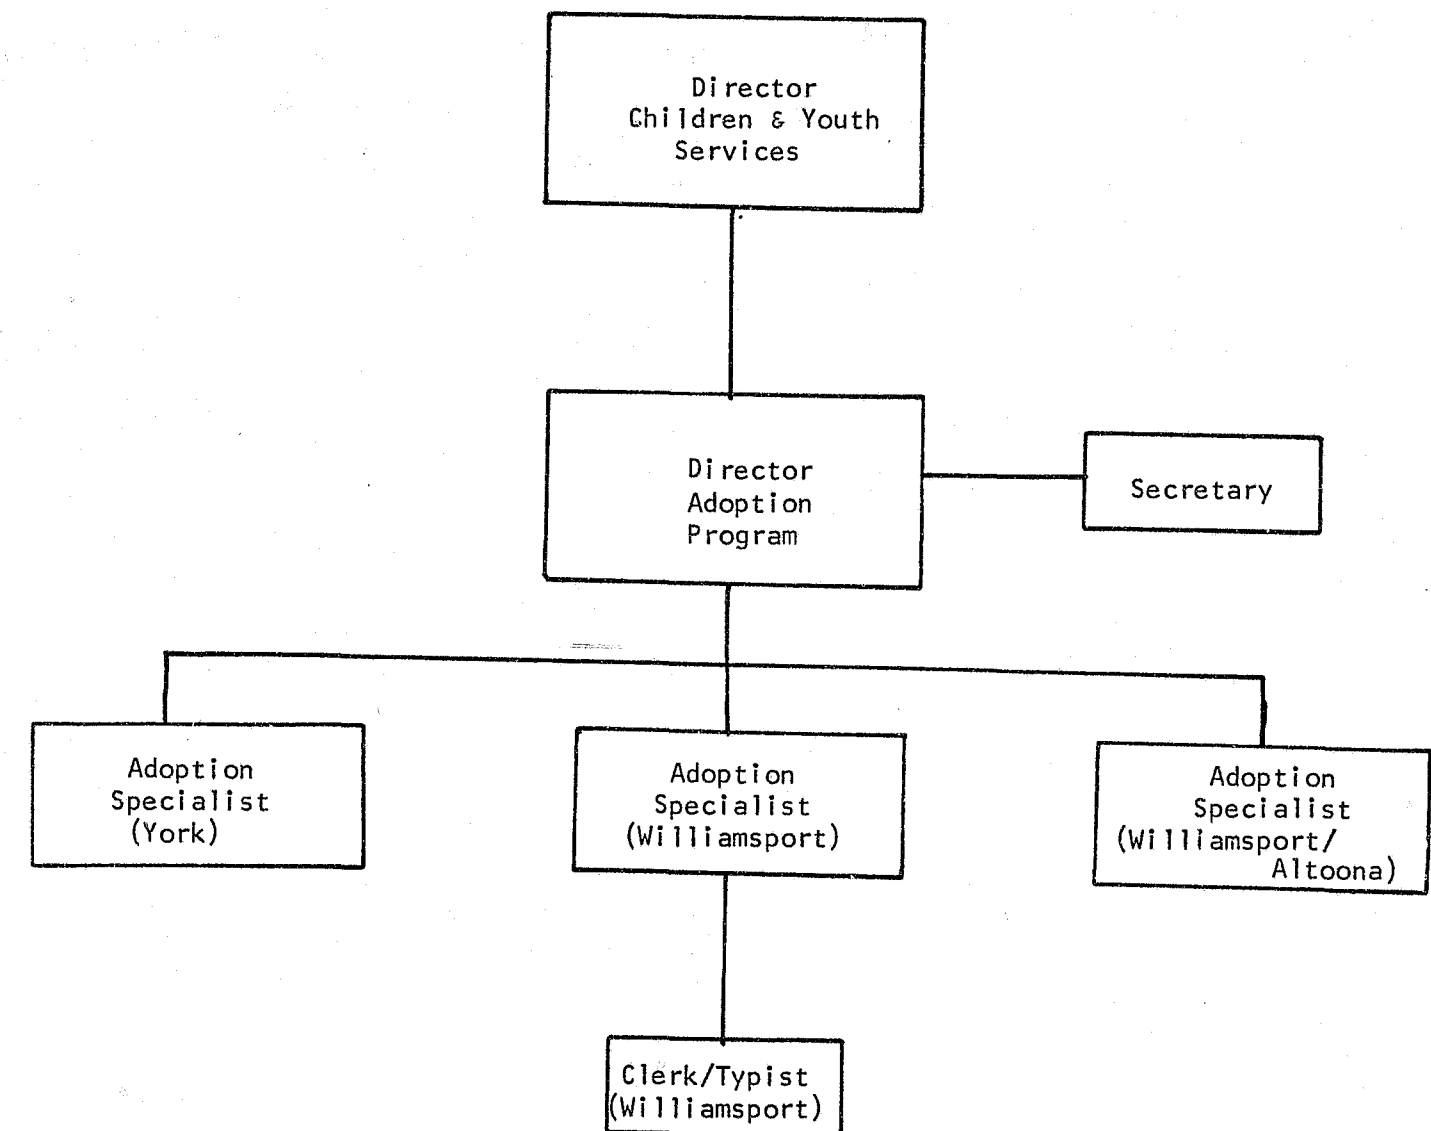 Director
Children & Youth
Services
Director
Adoption
Program
Secretary
Adoption
Specialist
(York)
Adoption
Specialist
(Williamsport)
Adoption
Specialist
(Williamsport/
Altoona)
Clerk/Typist
(Williamsport)